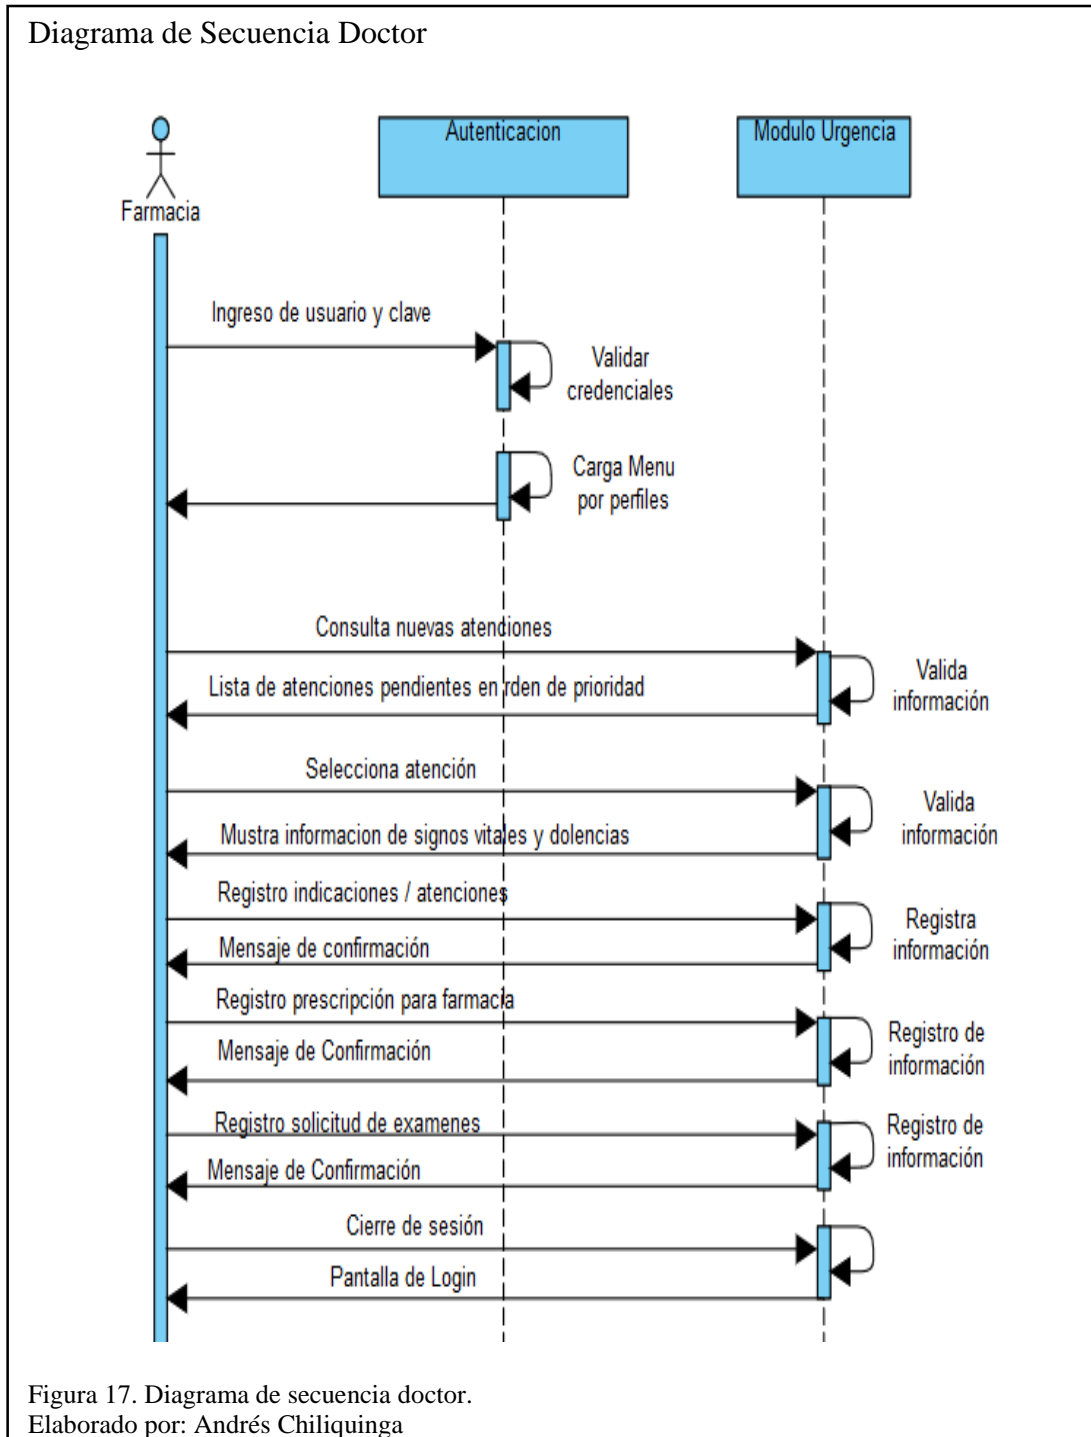 Diagrama de Secuencia Doctor
Autenticacion
Modulo Urgencia
Farmacia
Ingreso de usuario y clave
Validar
credenciales
Carga Menu
por perfiles
Consulta nuevas atenciones
Valida
información
Lista de atenciones pendientes en rden de prioridad
Selecciona atención
Valida
información
Mustra informacion de signos vitales y dolencias
Registro indicaciones / atenciones
Registra
información
Mensaje de confirmación
Registro prescripción para farmacia
Registro de
información
Mensaje de Confirmación
Registro solicitud de examenes
Registro de
información
Mensaje de Confirmación
Cierre de sesión
Pantalla de Login
Figura 17. Diagrama de secuencia doctor.
Elaborado por: Andrés Chiliquinga